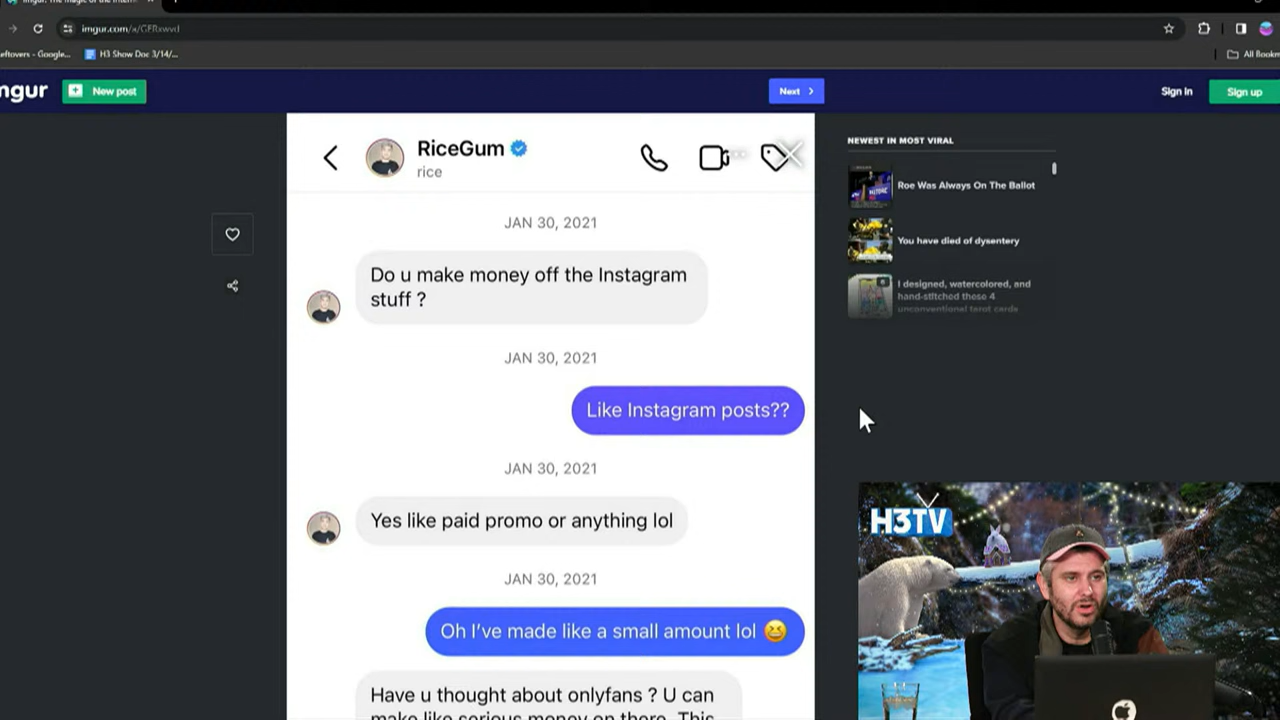 imgur.com/a/GFRxwvd
eftovers - Google...
H3 Show Doc 3/14/...
All Bookm
ngur
New post
Next
Sign in
Sign up
RiceGum
rice
NEWEST IN MOST VIRAL
Roe Was Always On The Ballot
You have died of dysentery
I designed, watercolored, and
hand-stitched these 4
unconventional tarot cards
JAN 30, 2021
Do u make money off the Instagram
stuff ?
JAN 30, 2021
Like Instagram posts??
JAN 30, 2021
Yes like paid promo or anything lol
JAN 30, 2021
Oh I've made like a small amount lol 😆
Have u thought about onlyfans ? U can
make like serious money on there. This
H3TV